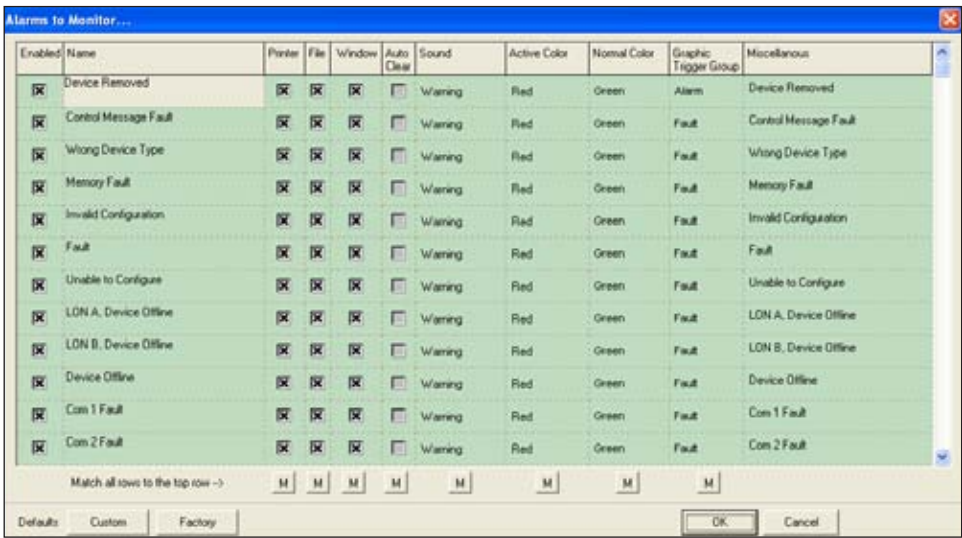 Alarms to Monitor...
Enabled Name Printer File Window Auto Clear Sound Active Color Normal Color Graphic Trigger Group Miscellanous
Device Removed Warning Red Green Alarm Device Removed
Control Message Fault Warning Red Green Fault Control Message Fault
Wrong Device Type Warning Red Green Fault Wrong Device Type
Memory Fault Warning Red Green Fault Memory Fault
Invalid Configuration Warning Red Green Fault Invalid Configuration
Fault Warning Red Green Fault Fault
Unable to Configure Warning Red Green Fault Unable to Configure
LON A, Device Offline Warning Red Green Fault LON A, Device Offline
LON B, Device Offline Warning Red Green Fault LON B, Device Offline
Device Offline Warning Red Green Fault Device Offline
Com 1 Fault Warning Red Green Fault Com 1 Fault
Com 2 Fault Warning Red Green Fault Com 2 Fault
Match all rows to the top row --> M M M M M M M M
Defaults Custom Factory OK Cancel